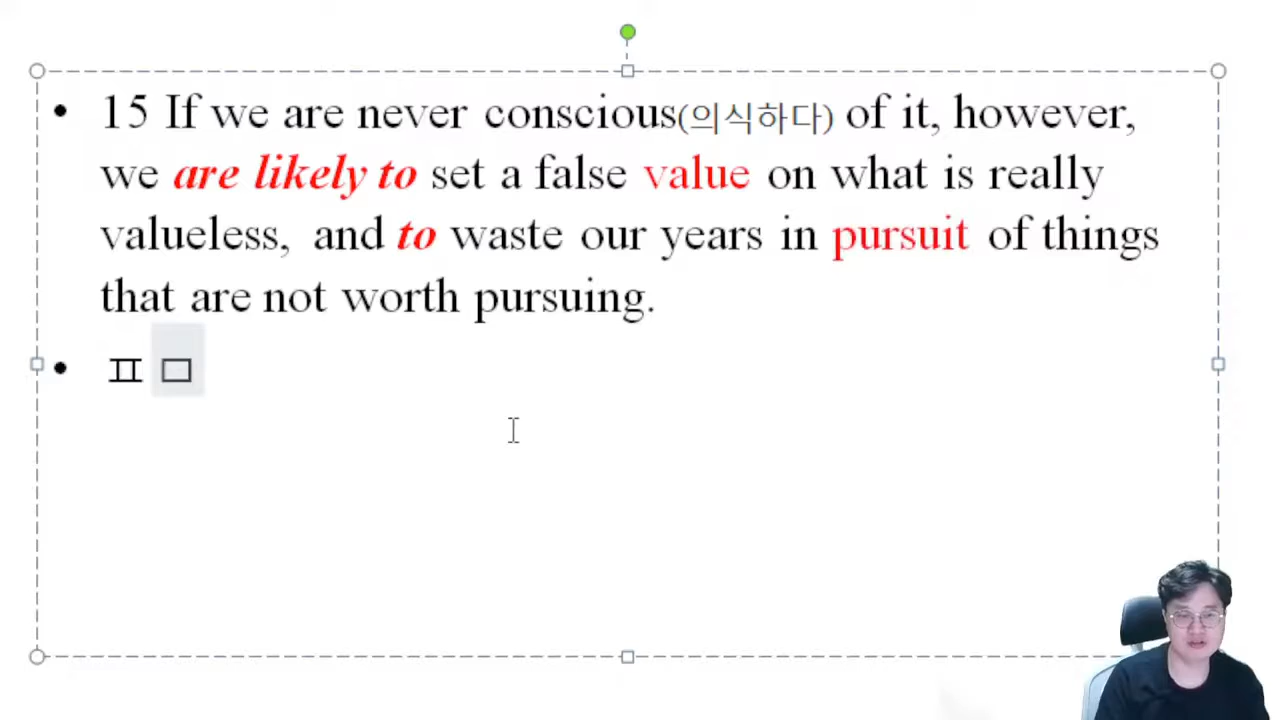 • 15 If we are never conscious(의식하다) of it, however,
we are likely to set a false value on what is really
valueless, and to waste our years in pursuit of things
that are not worth pursuing.
• ㅍㅁ